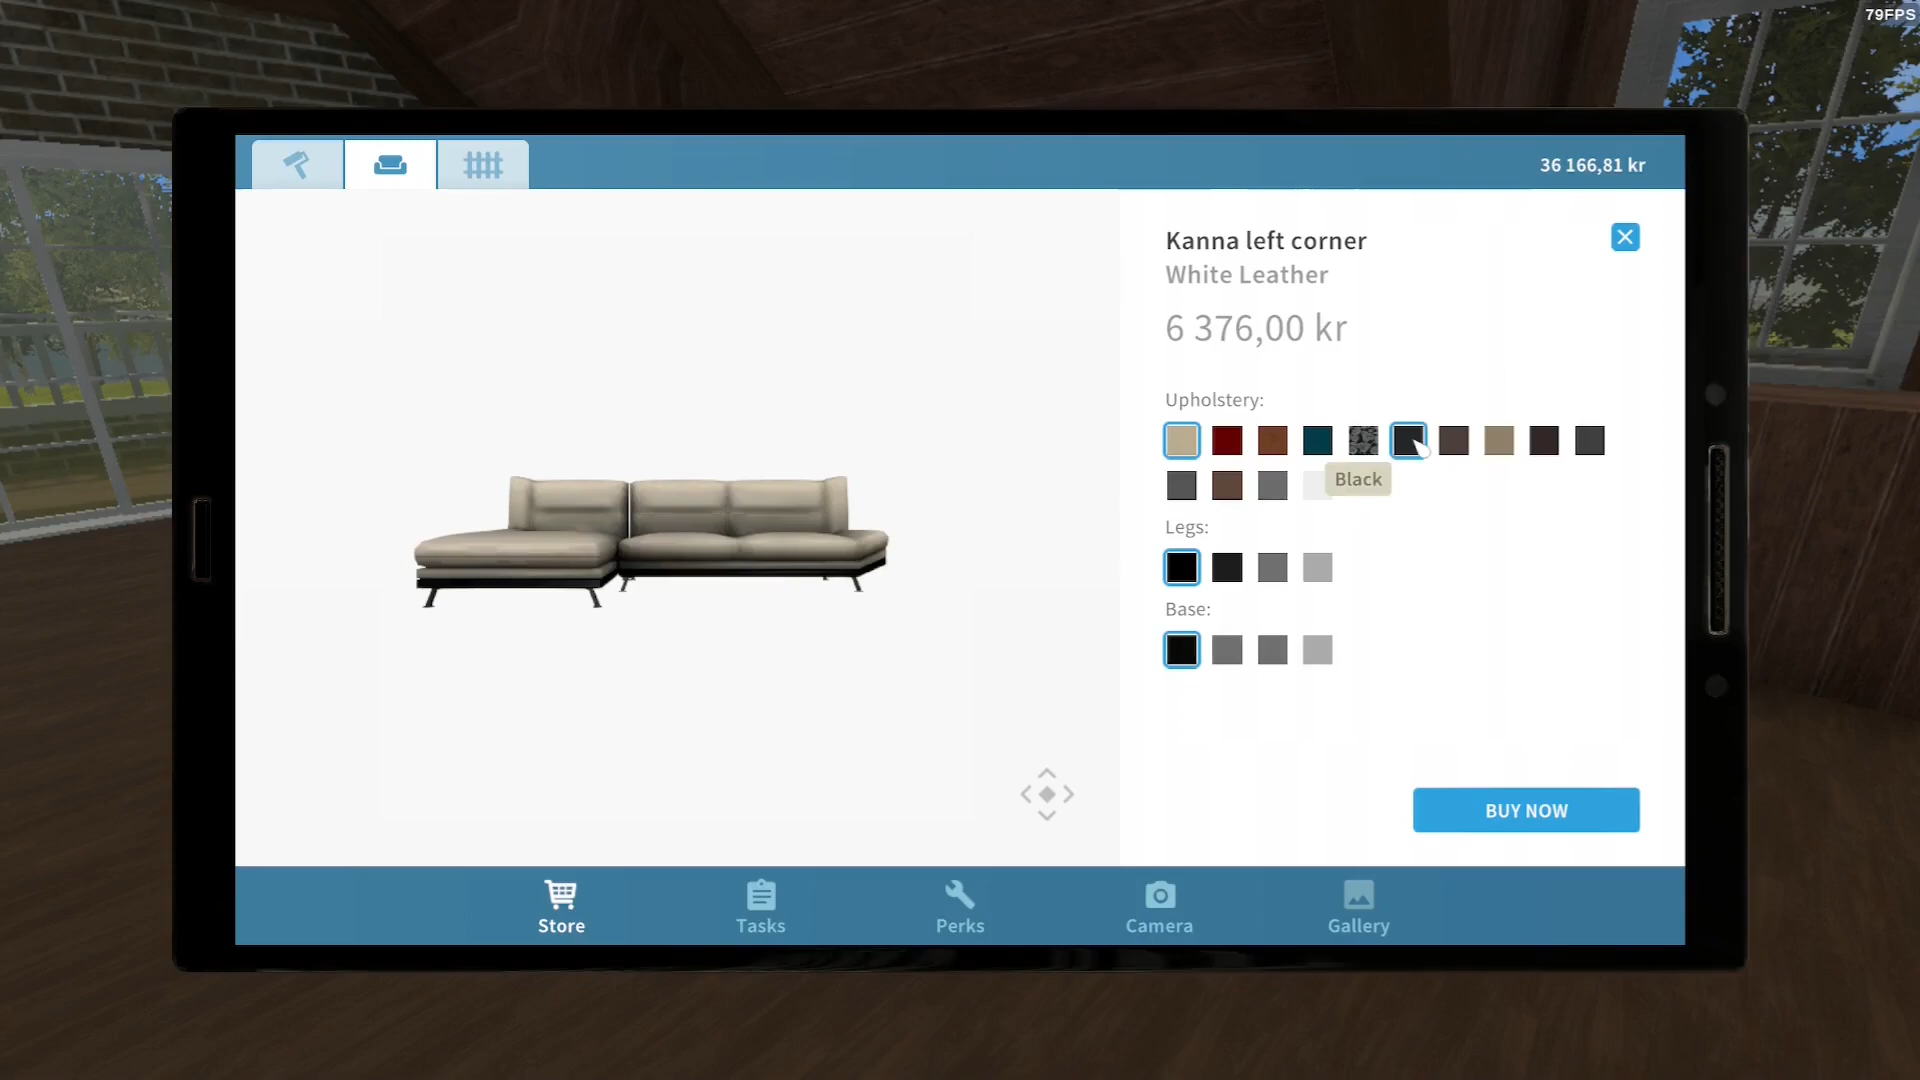 79FPS
36 166,81 kr
Kanna left corner
White Leather
6 376,00 kr
Upholstery:
Black
Legs:
Base:
BUY NOW
Store
Tasks
Perks
Camera
Gallery